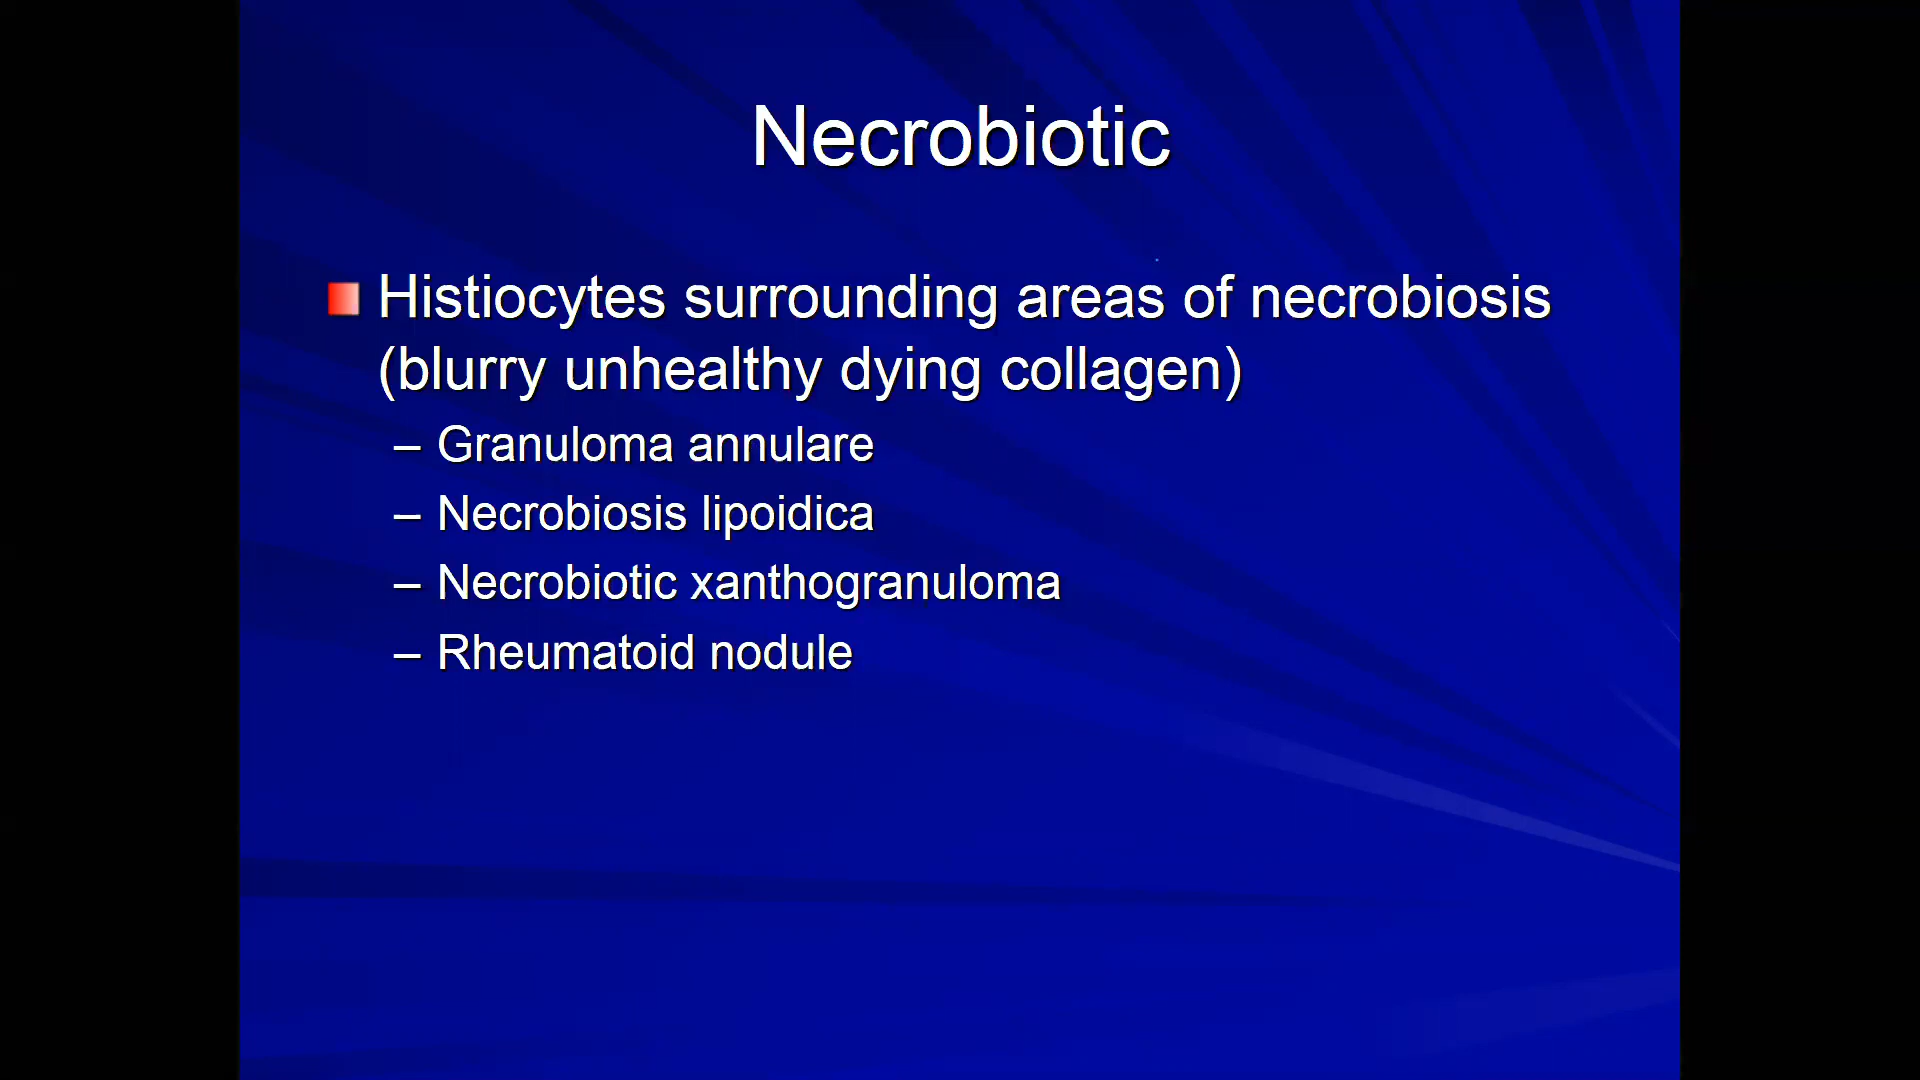 Necrobiotic
Histiocytes surrounding areas of necrobiosis
(blurry unhealthy dying collagen)
– Granuloma annulare
– Necrobiosis lipoidica
– Necrobiotic xanthogranuloma
– Rheumatoid nodule